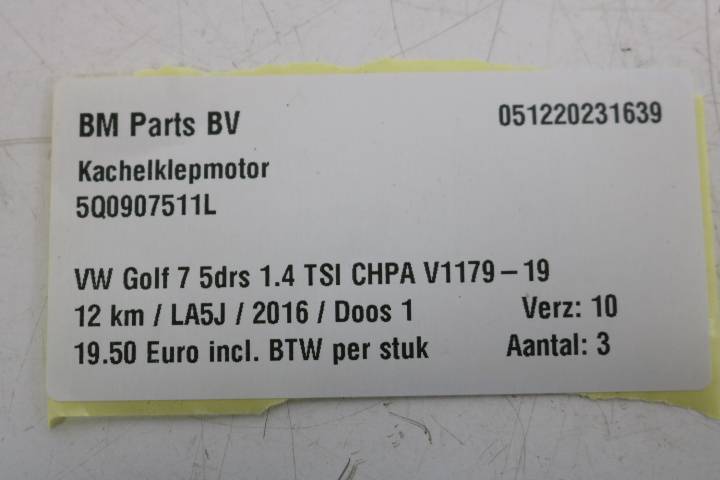 BM Parts BV 051220231639
Kachelklepmotor
5Q0907511L
VW Golf 7 5drs 1.4 TSI CHPA V1179-19
12 km / LA5J / 2016 / Doos 1 Verz: 10
19.50 Euro incl. BTW per stuk Aantal: 3